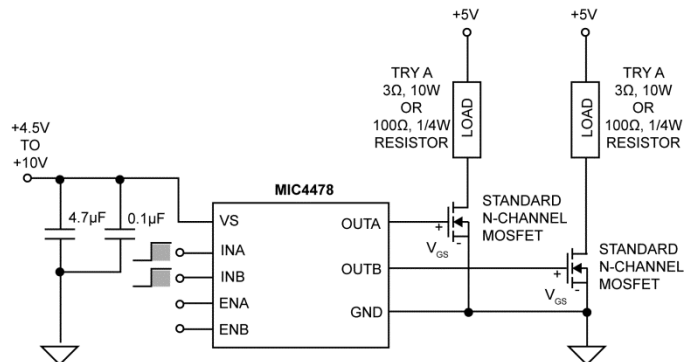 +5V
+5V
TRY A
3Ω, 10W
OR
100Ω, 1/4W
RESISTOR
LOAD
TRY A
3Ω, 10W
OR
100Ω, 1/4W
RESISTOR
LOAD
+4.5V
TO
+10V
MIC4478
4.7µF
0.1µF
VS
INA
INB
ENA
ENB
OUTA
OUTB
GND
+
VGS
-
STANDARD
N-CHANNEL
MOSFET
+
VGS
-
STANDARD
N-CHANNEL
MOSFET